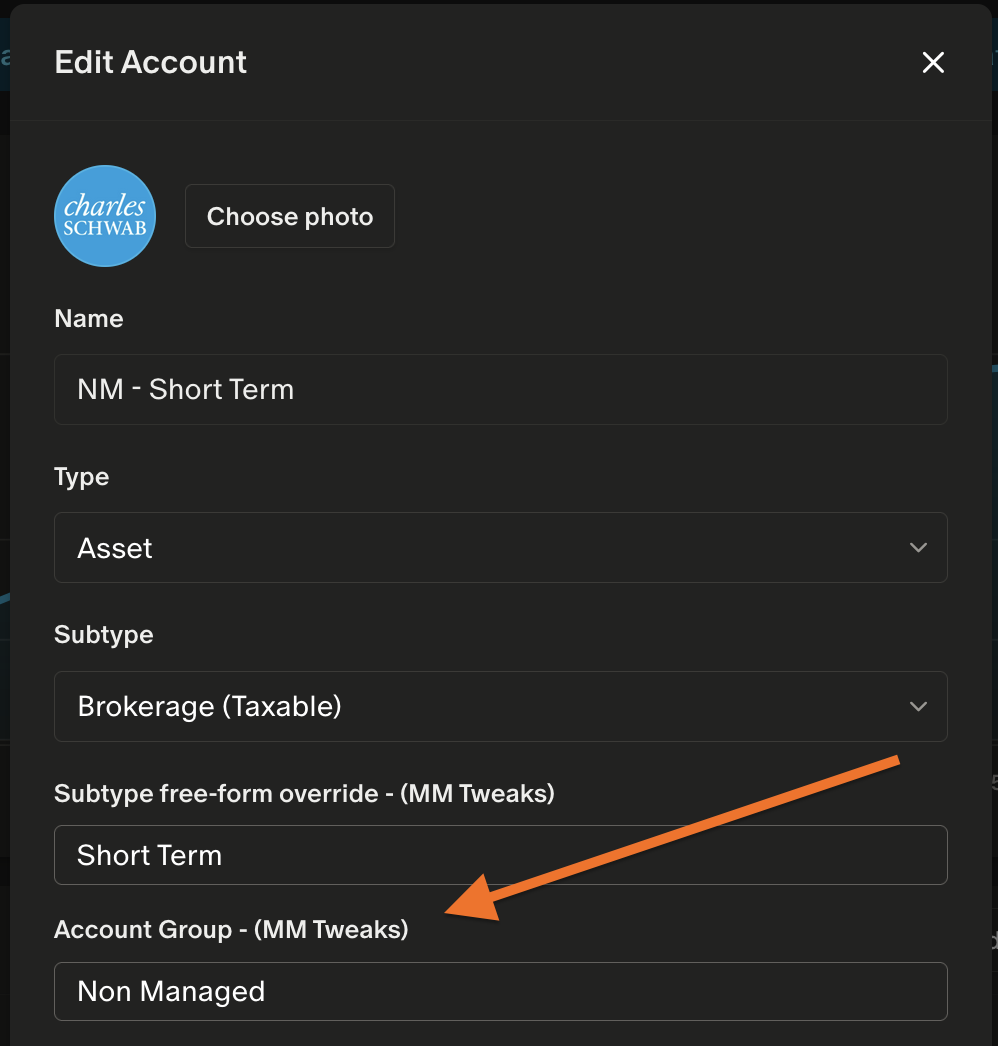 Edit Account
charles
SCHWAB
Choose photo
Name
NM - Short Term
Type
Asset
Subtype
Brokerage (Taxable)
Subtype free-form override - (MM Tweaks)
Short Term
Account Group - (MM Tweaks)
Non Managed